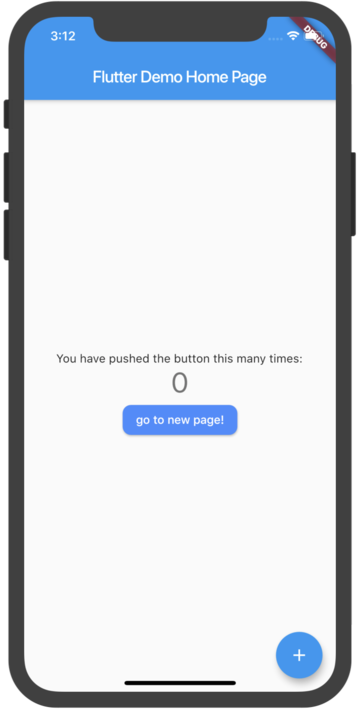 3:12
DEBUG
Flutter Demo Home Page
You have pushed the button this many times:
0
go to new page!
+